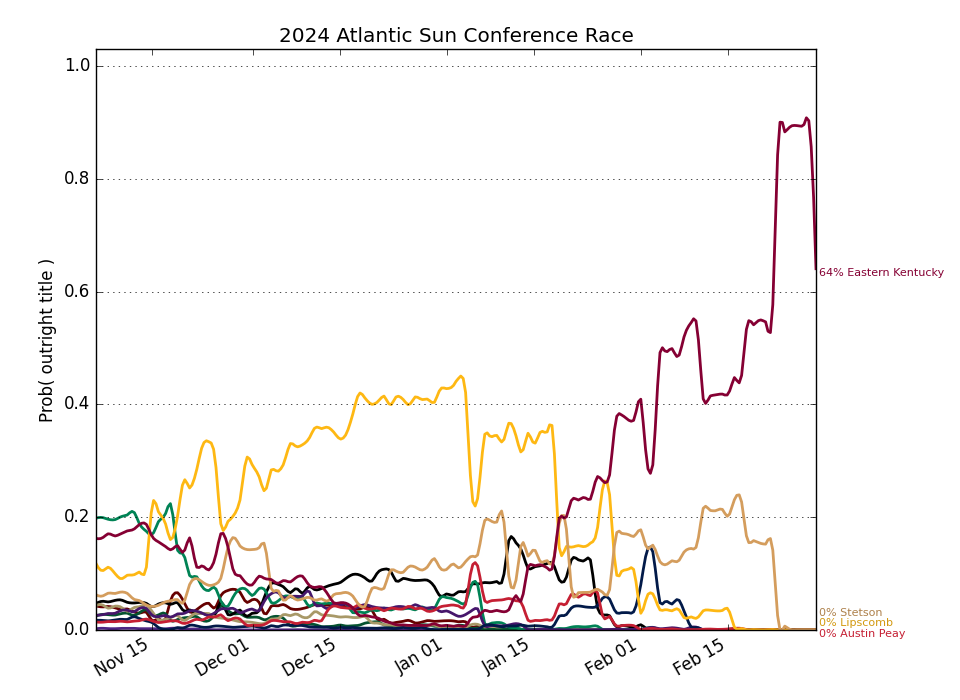 2024 Atlantic Sun Conference Race
Prob( outright title )
1.0
0.8
0.6
0.4
0.2
0.0
Nov 15
Dec 01
Dec 15
Jan 01
Jan 15
Feb 01
Feb 15
64% Eastern Kentucky
0% Stetson
0% Lipscomb
0% Austin Peay